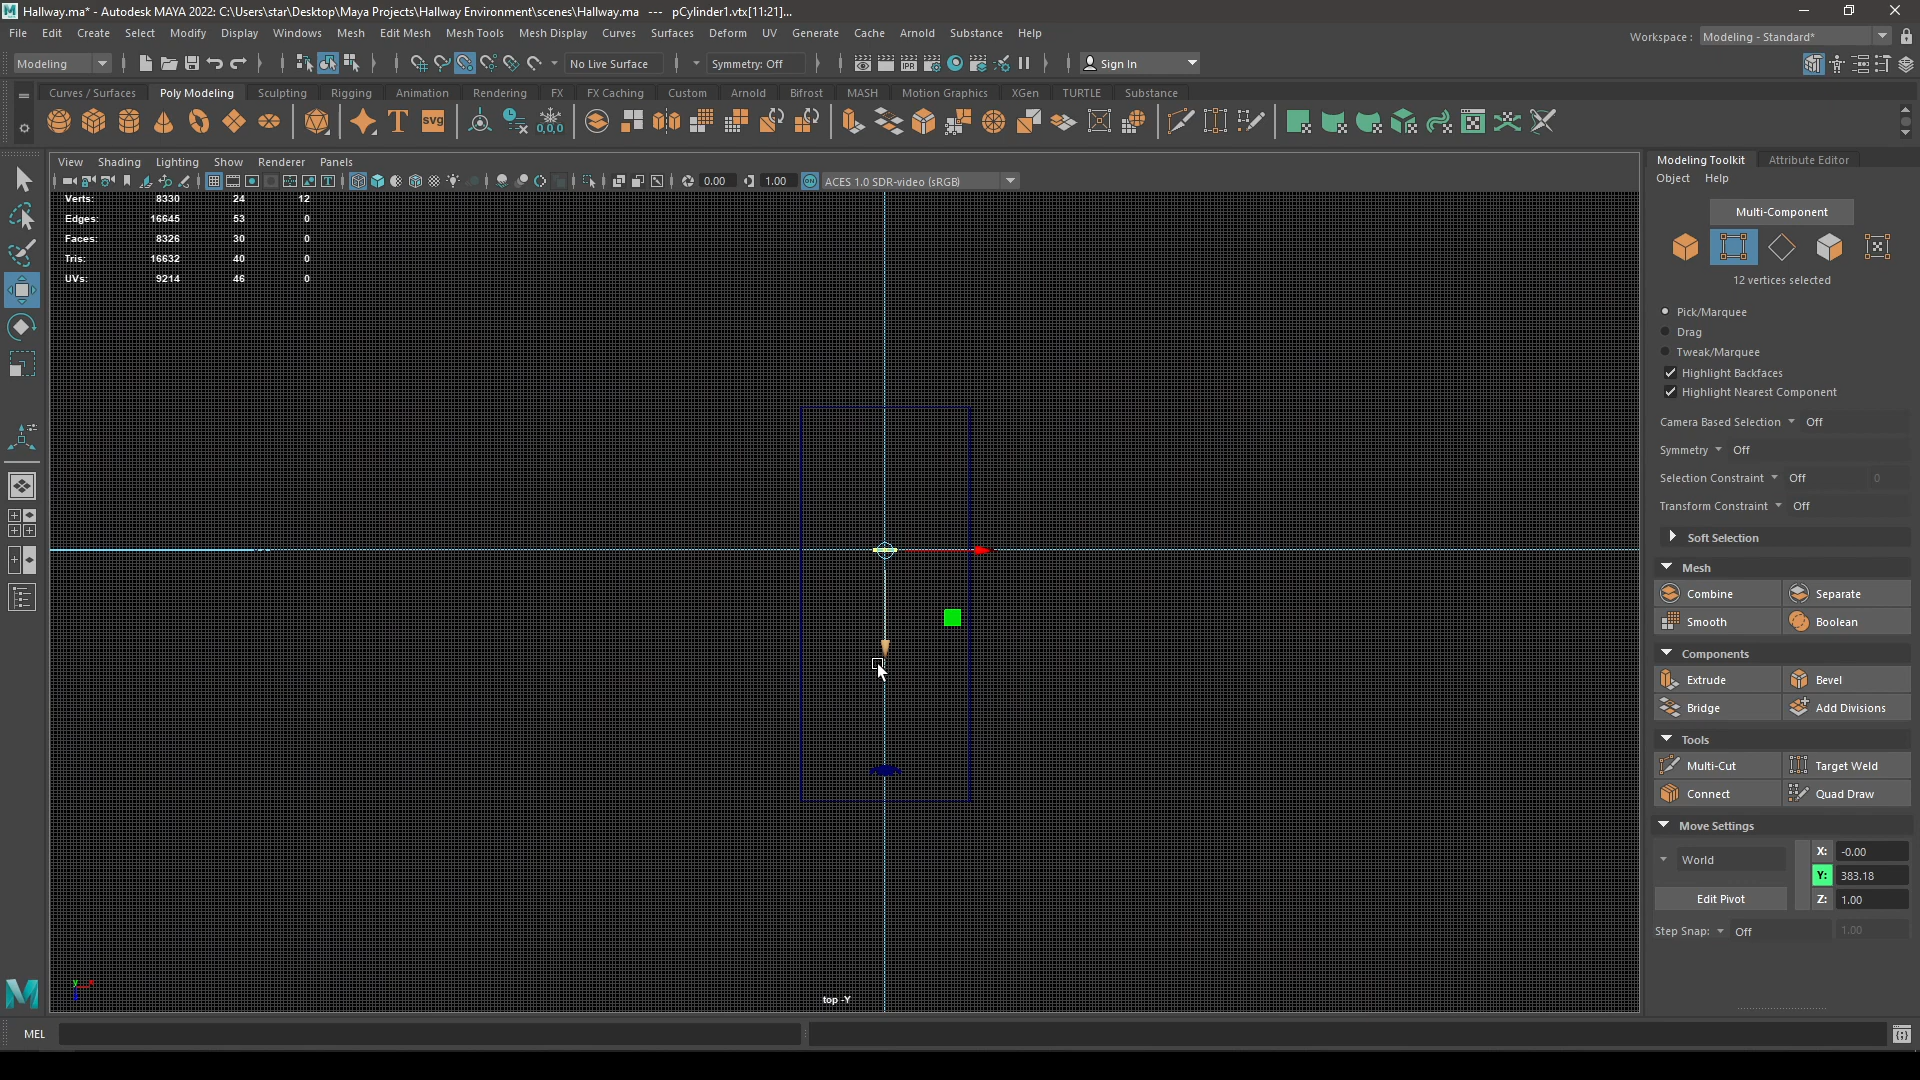 Hallway.ma* - Autodesk MAYA 2022: C:\Users\star\Desktop\Maya Projects\Hallway Environment\scenes\Hallway.ma --- pCylinder1.vtx[11:21]...
File Edit Create Select Modify Display Windows Mesh Edit Mesh Mesh Tools Mesh Display Curves Surfaces Deform UV Generate Cache Arnold Substance Help
Workspace : Modeling - Standard*
Modeling No Live Surface Symmetry: Off IPR Sign In
Curves / Surfaces Poly Modeling Sculpting Rigging Animation Rendering FX FX Caching Custom Arnold Bifrost MASH Motion Graphics XGen TURTLE Substance
T svg 0,0,0
View Shading Lighting Show Renderer Panels
0.00 1.00 ON ACES 1.0 SDR-video (sRGB)
Verts: 8330 24 12
Edges: 16645 53 0
Faces: 8326 30 0
Tris: 16632 40 0
UVs: 9214 46 0
y x
top -Y
Modeling Toolkit Attribute Editor
Object Help
Multi-Component
12 vertices selected
Pick/Marquee
Drag
Tweak/Marquee
Highlight Backfaces
Highlight Nearest Component
Camera Based Selection Off
Symmetry Off
Selection Constraint Off 0
Transform Constraint Off
Soft Selection
Mesh
Combine Separate
Smooth Boolean
Components
Extrude Bevel
Bridge Add Divisions
Tools
Multi-Cut Target Weld
Connect Quad Draw
Move Settings
World
X: -0.00
Y: 383.18
Edit Pivot
Z: 1.00
Step Snap: Off 1.00
M
MEL